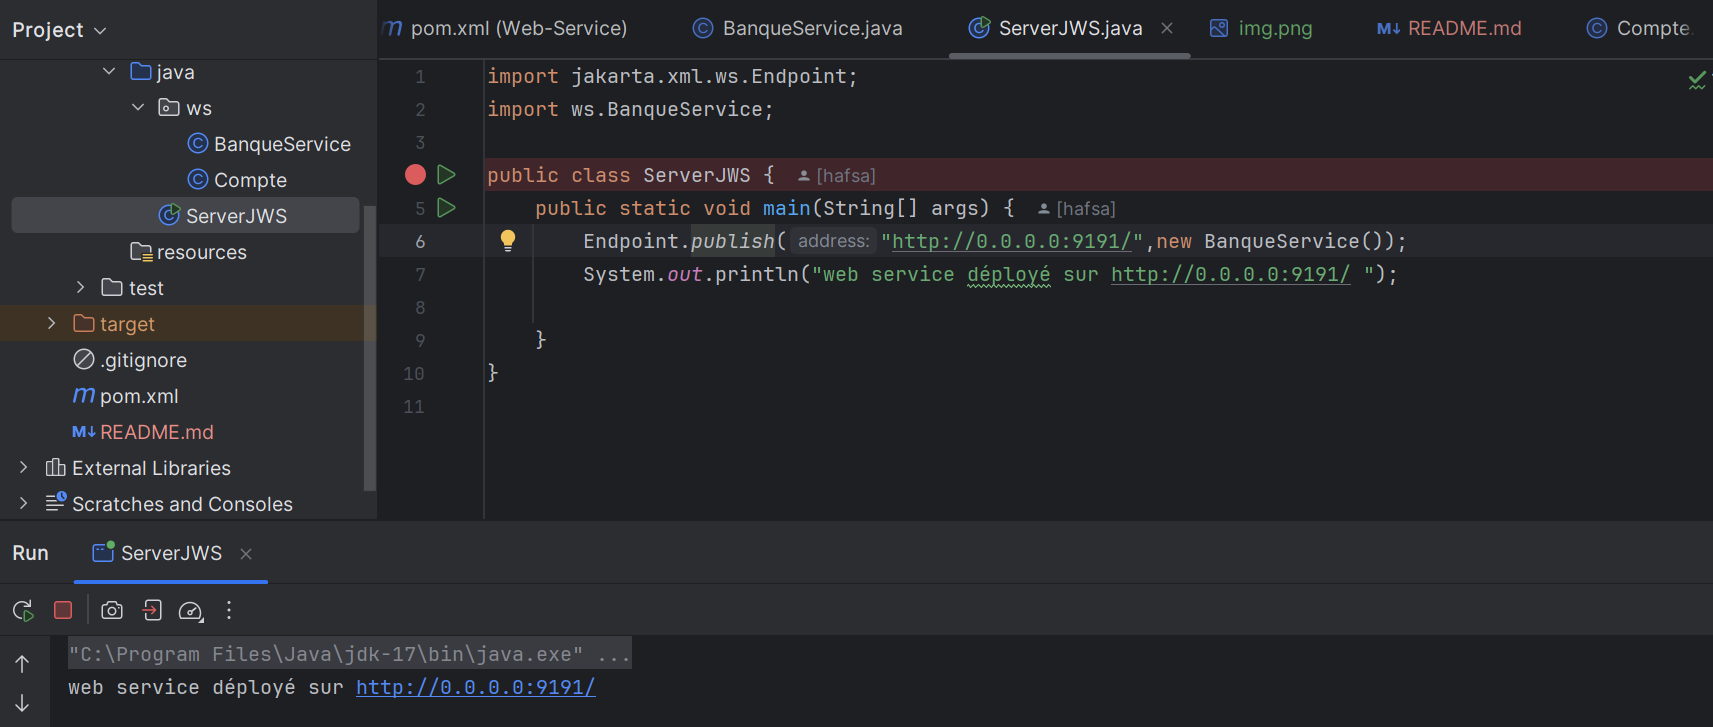 Project
pom.xml (Web-Service)
BanqueService.java
ServerJWS.java
img.png
README.md
Compte.
java
ws
BanqueService
Compte
ServerJWS
resources
test
target
.gitignore
pom.xml
README.md
External Libraries
Scratches and Consoles
1 import jakarta.xml.ws.Endpoint;
2 import ws.BanqueService;
3
public class ServerJWS { [hafsa]
5 public static void main(String[] args) { [hafsa]
6 Endpoint.publish( address: "http://0.0.0.0:9191/",new BanqueService());
7 System.out.println("web service déployé sur http://0.0.0.0:9191/ ");
8
9 }
10 }
11
Run
ServerJWS
"C:\Program Files\Java\jdk-17\bin\java.exe" ...
web service déployé sur http://0.0.0.0:9191/